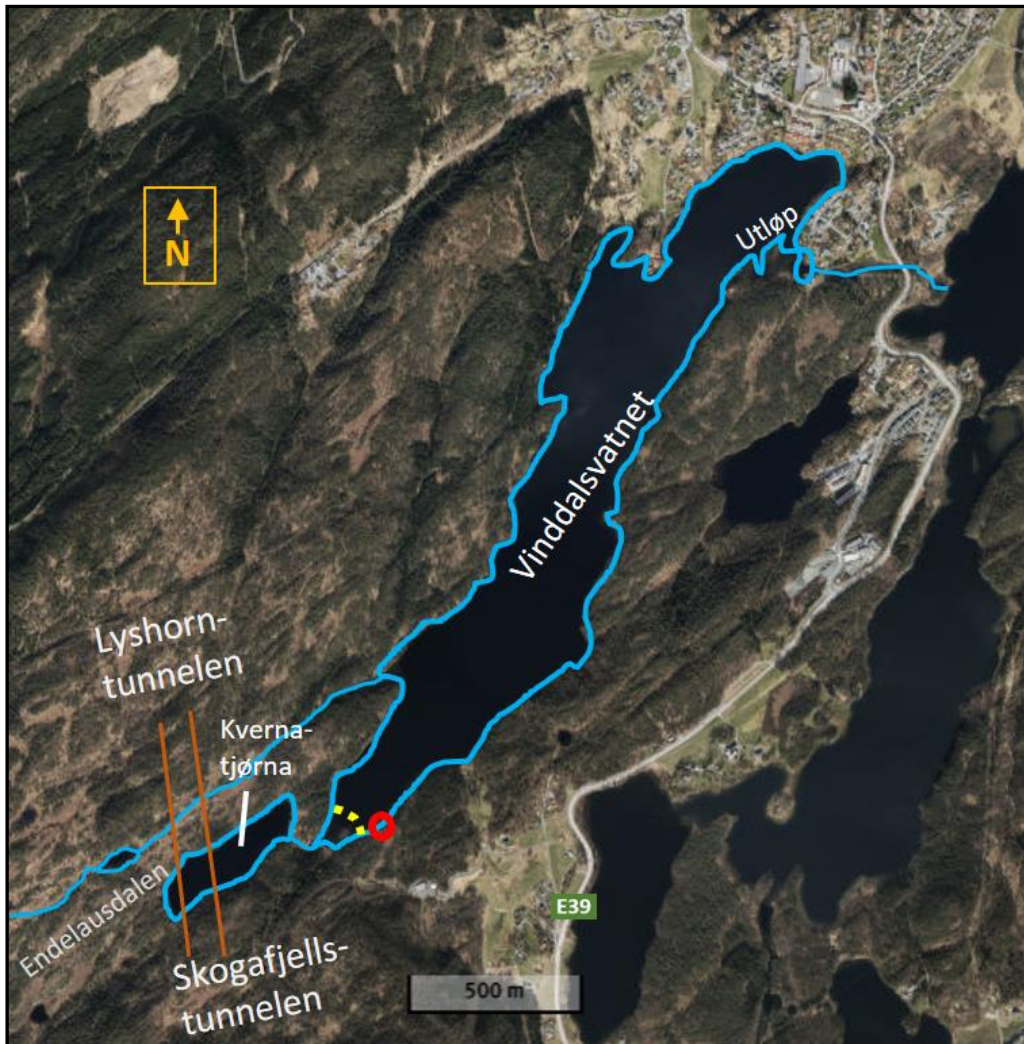 N
Utløp
Vinddalsvatnet
Lyshorn-
tunnelen
Kverna-
tjørna
Endelausdalen
Skogafjells-
tunnelen
E39
500 m